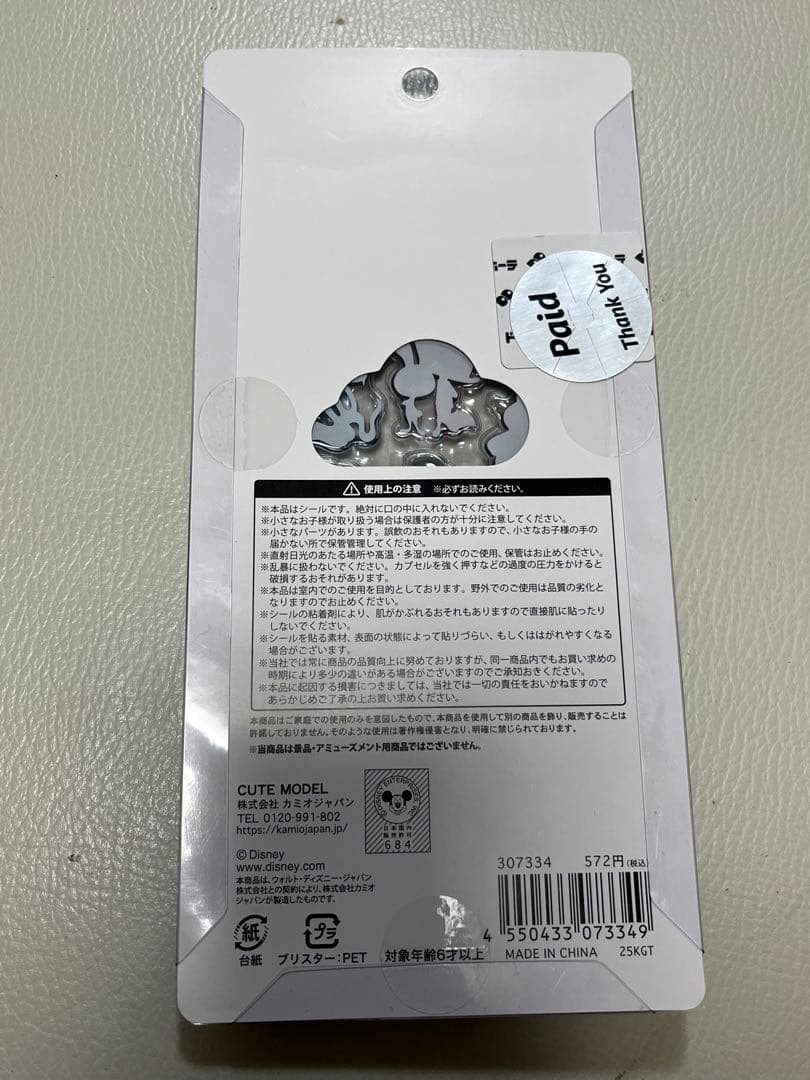 Paid
Thank You
使用上の注意 ※必ずお読みください。
※本品はシールです。絶対に口の中に入れないでください。
※小さなお子様が取り扱う場合は保護者の方が十分に注意してください。
※小さなパーツがあります。誤飲のおそれもありますので、小さなお子様の手の
届かない所で保管管理してください。
※直射日光のあたる場所や高温・多湿の場所でのご使用、保管はお止めください。
※乱暴に扱わないでください。カプセルを強く押すなどの過度の圧力をかけると
破損するおそれがあります。
※本品は室内でのご使用を目的としております。野外でのご使用は品質の劣化と
なりますのでお止めください。
※シールの粘着剤により、肌がかぶれるおそれもありますので直接肌に貼ったり
しないでください。
※シールを貼る素材、表面の状態によって貼りづらい、もしくははがれやすくなる
場合がございます。
※当社では常に商品の品質向上に努めておりますが、同一商品内でもお買い求めの
時期により多少の違いがある場合がございますのでご承知おきください。
※本品に起因する損害につきましては、当社では一切の責任をおいかねますので
あらかじめご了承の上お買い求めください。
本商品はご家庭での使用のみを意図したもので、本商品を使用して別の商品を飾り、販売することは
許諾しておりません。そのような使用は著作権侵害となり、明確に禁じられております。
※当商品は景品・アミューズメント用商品ではございません。
CUTE MODEL
株式会社 カミオジャパン
TEL 0120-991-802
https://kamiojapan.jp/
© DISNEY ENTERPRISES, INC.
日本国内
販売許可
684
© Disney
www.disney.com
本商品は、ウォルト・ディズニー・ジャパン
株式会社との契約により、株式会社カミオ
ジャパンが製造したものです。
307334 572円(税込)
4 550433 073349
紙
台紙
プラ
ブリスター:PET
対象年齢6才以上
MADE IN CHINA 25KGT